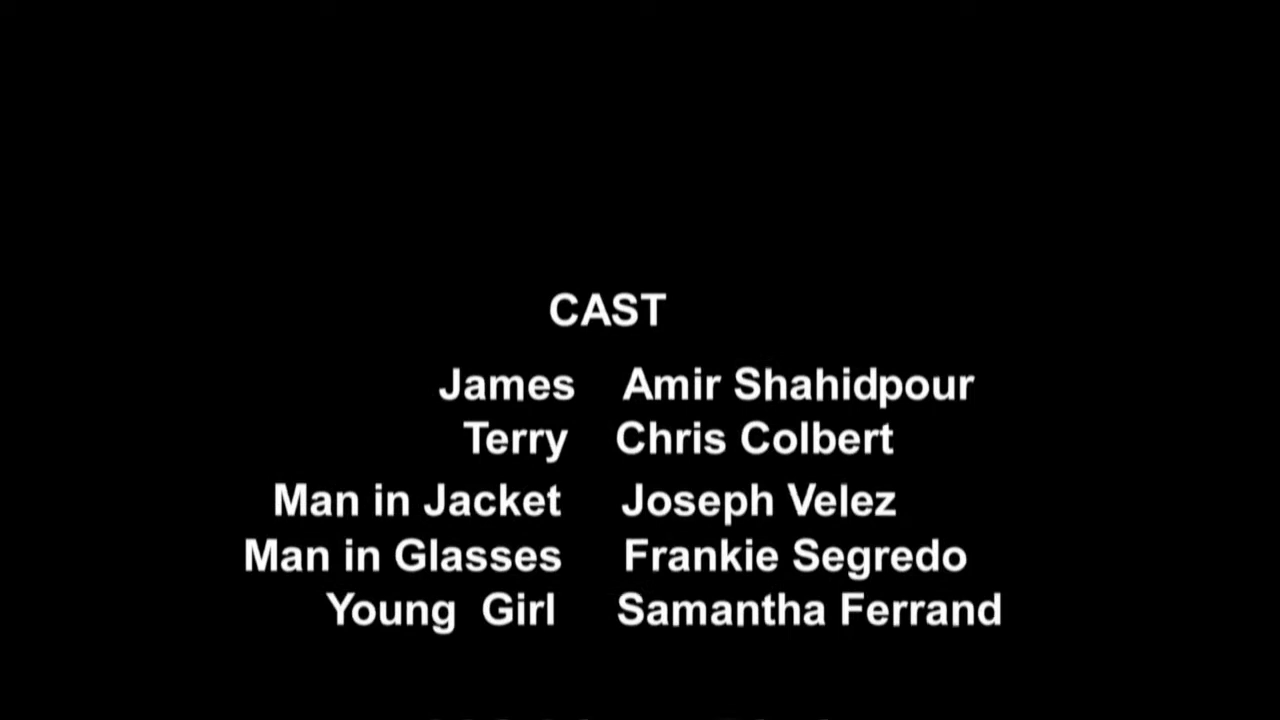 CAST
James Amir Shahidpour
Terry Chris Colbert
Man in Jacket Joseph Velez
Man in Glasses Frankie Segredo
Young Girl Samantha Ferrand